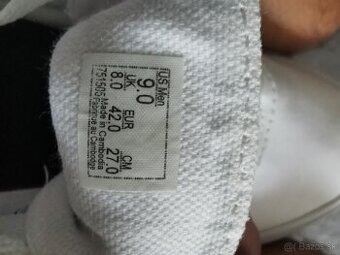 US Men
9.0
UK EUR CM
8.0 42.0 27.0
751505 Made in Cambodia
Fabriqué au Cambodge
Bazos.sk